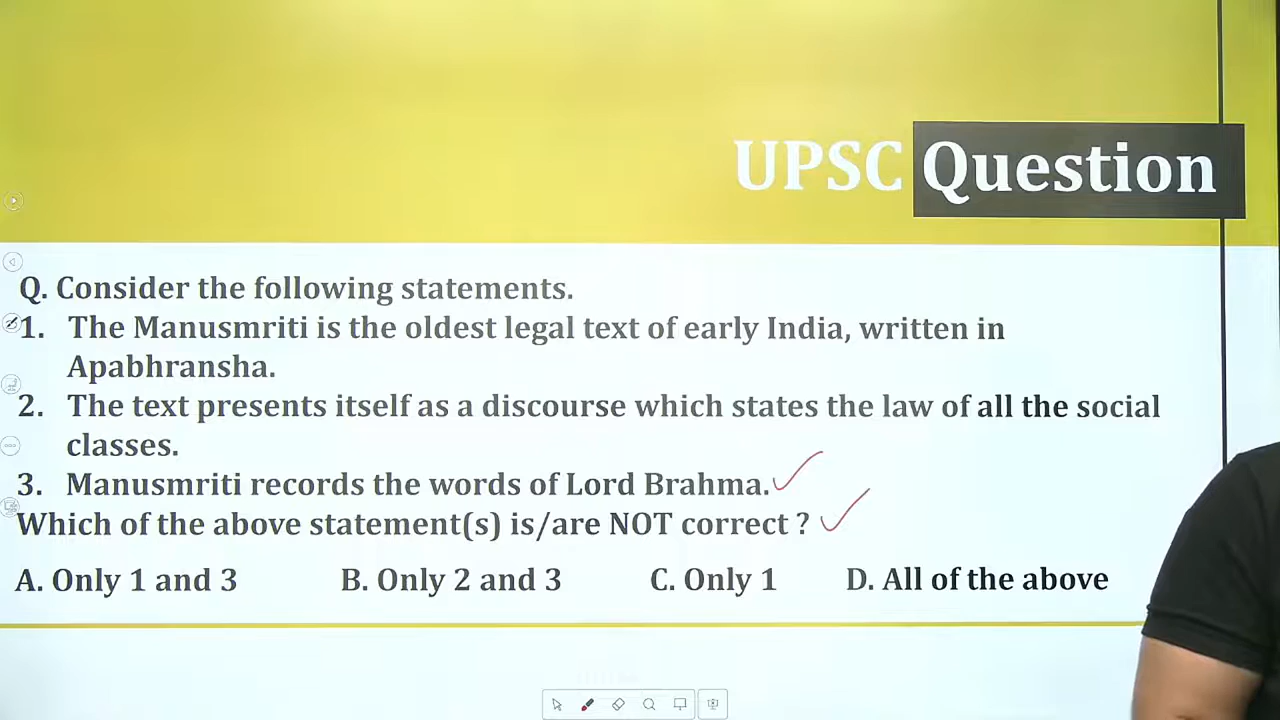 UPSC Question
Q. Consider the following statements.
1. The Manusmriti is the oldest legal text of early India, written in
Apabhransha.
2. The text presents itself as a discourse which states the law of all the social
classes.
3. Manusmriti records the words of Lord Brahma.
Which of the above statement(s) is/are NOT correct ?
A. Only 1 and 3 B. Only 2 and 3 C. Only 1 D. All of the above